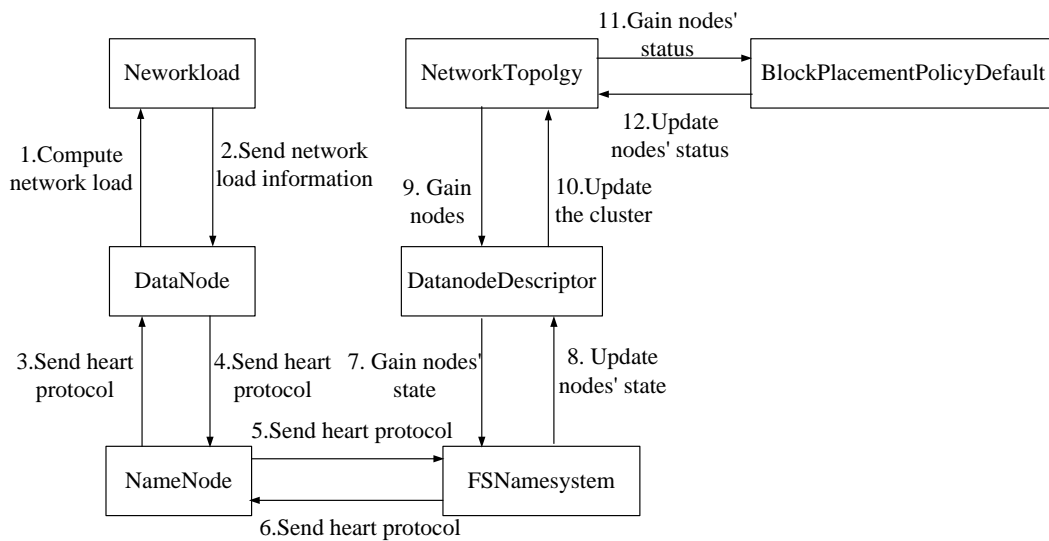 11.Gain nodes'
status
Neworkload
NetworkTopolgy
BlockPlacementPolicyDefault
12.Update
nodes' status
1.Compute
network load
2.Send network
load information
9. Gain
nodes
10.Update
the cluster
DataNode
DatanodeDescriptor
3.Send heart
protocol
4.Send heart
protocol
7. Gain nodes'
state
8. Update
nodes' state
5.Send heart protocol
NameNode
FSNamesystem
6.Send heart protocol